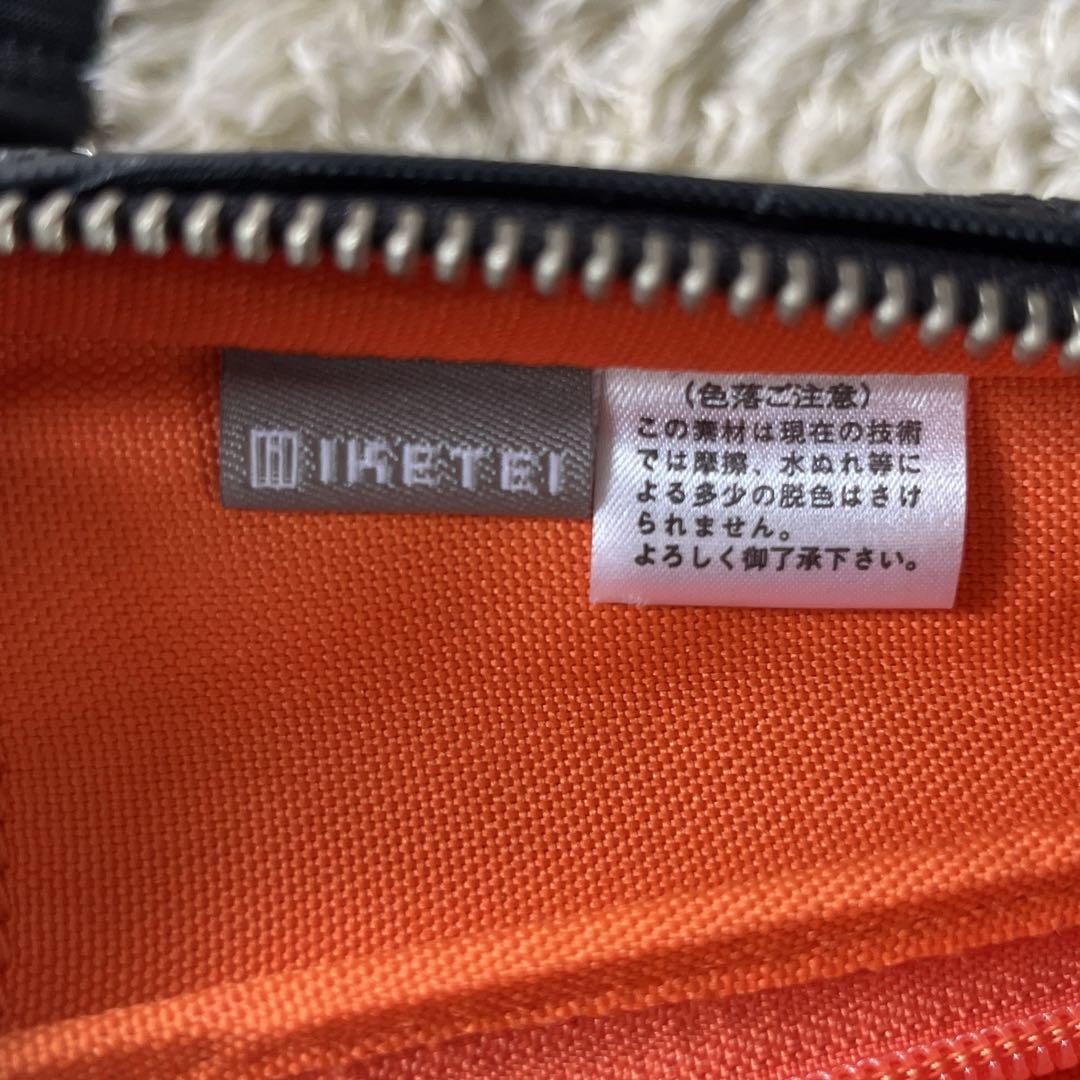 IKETEI
(色落ご注意)
この素材は現在の技術
では摩擦、水ぬれ等に
よる多少の脱色はさけ
られません。
よろしく御了承下さい。